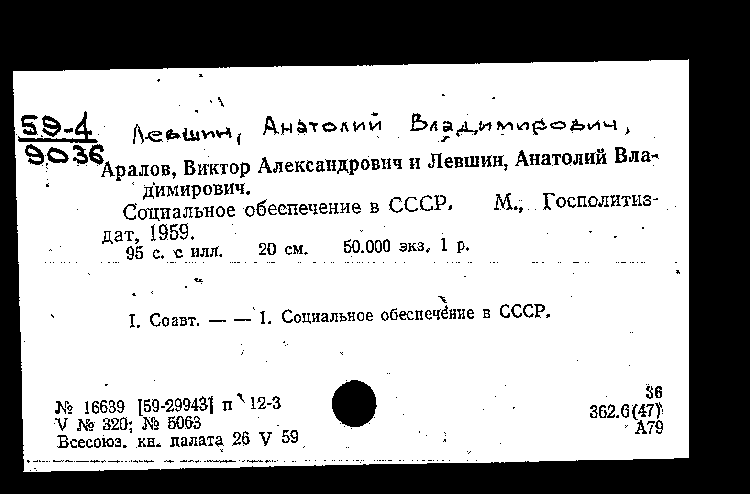 59-4
9036
Левшин, Анатолий Владимирович,
Аралов, Виктор Александрович и Левшин, Анатолий Вла-
димирович.
Социальное обеспечение в СССР. М., Госполитиз-
дат, 1959.
95 с. с илл. 20 см. 50.000 экз. 1 р.
I. Соавт. — — 1. Социальное обеспечение в СССР.
№ 16639 [59-29943] п 12-3
V № 320; № 5063
Всесоюз. кн. палата 26 V 59
36
362.6(47)
А79